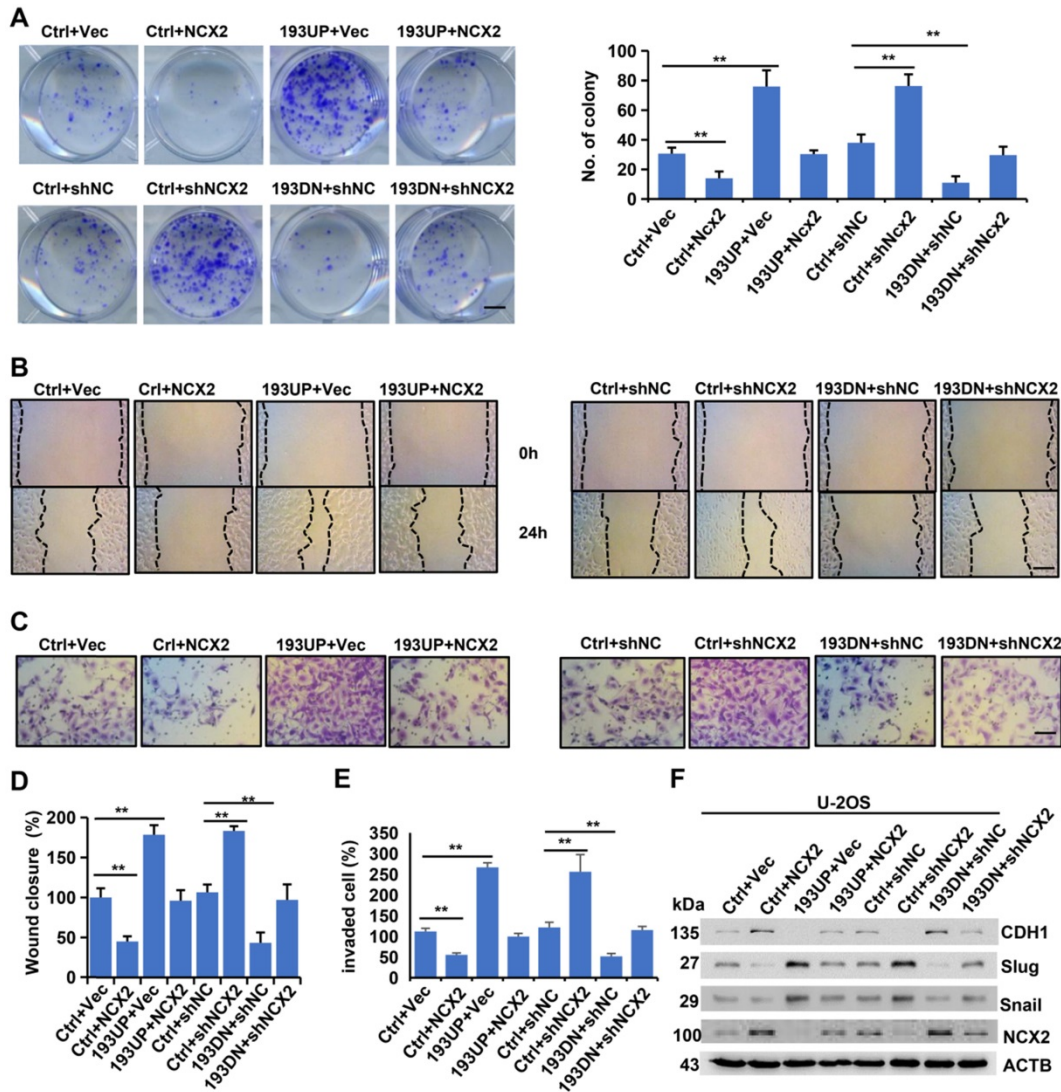 A
Ctrl+Vec Ctrl+NCX2 193UP+Vec 193UP+NCX2
Ctrl+shNC Ctrl+shNCX2 193DN+shNC 193DN+shNCX2
No. of colony
100
80
60
40
20
0
** ** ** ** **
Ctrl+Vec Ctrl+Ncx2 193UP+Vec 193UP+Ncx2 Ctrl+shNC Ctrl+shNcx2 193DN+shNC 193DN+shNcx2
B
Ctrl+Vec Crl+NCX2 193UP+Vec 193UP+NCX2
0h
24h
Ctrl+shNC Ctrl+shNCX2 193DN+shNC 193DN+shNCX2
C
Ctrl+Vec Crl+NCX2 193UP+Vec 193UP+NCX2
Ctrl+shNC Ctrl+shNCX2 193DN+shNC 193DN+shNCX2
D
Wound closure (%)
200
150
100
50
0
** ** ** **
Ctrl+Vec Ctrl+NCX2 193UP+Vec 193UP+NCX2 Ctrl+shNC Ctrl+shNCX2 193DN+shNC 193DN+shNCX2
E
invaded cell (%)
350
300
250
200
150
100
50
0
** ** ** **
Ctrl+Vec Ctrl+NCX2 193UP+Vec 193UP+NCX2 Ctrl+shNC Ctrl+shNCX2 193DN+shNC 193DN+shNCX2
F
U-2OS
Ctrl+Vec Ctrl+NCX2 193UP+Vec 193UP+NCX2 Ctrl+shNC Ctrl+shNCX2 193DN+shNC 193DN+shNCX2
kDa
135 CDH1
27 Slug
29 Snail
100 NCX2
43 ACTB